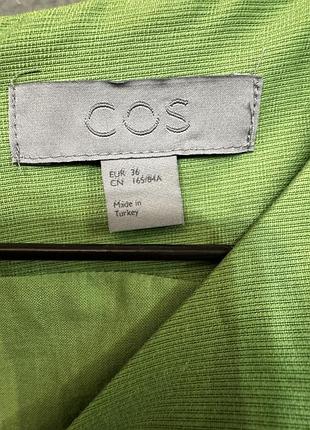 COS
EUR 36
CN 165/84A
Made in
Turkey